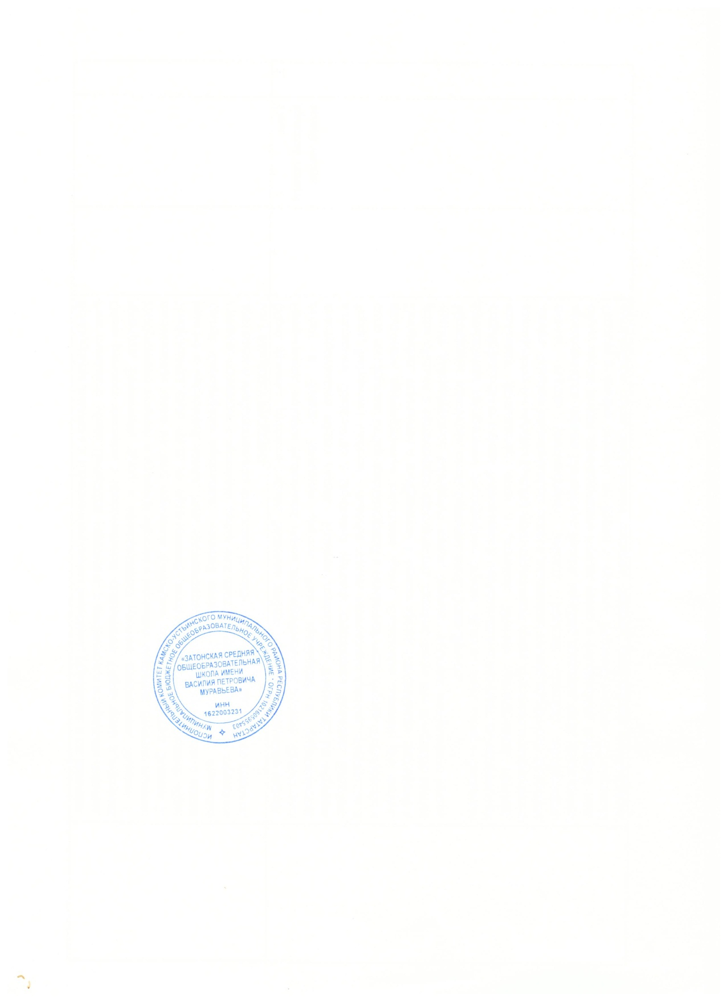 ИСПОЛНИТЕЛЬНЫЙ КОМИТЕТ КАМСКО-УСТЬИНСКОГО МУНИЦИПАЛЬНОГО РАЙОНА РЕСПУБЛИКИ ТАТАРСТАН
МУНИЦИПАЛЬНОЕ БЮДЖЕТНОЕ ОБЩЕОБРАЗОВАТЕЛЬНОЕ УЧРЕЖДЕНИЕ · ОГРН 1021605955403
«ЗАТОНСКАЯ СРЕДНЯЯ
ОБЩЕОБРАЗОВАТЕЛЬНАЯ
ШКОЛА ИМЕНИ
ВАСИЛИЯ ПЕТРОВИЧА
МУРАВЬЕВА»
ИНН
1622003231